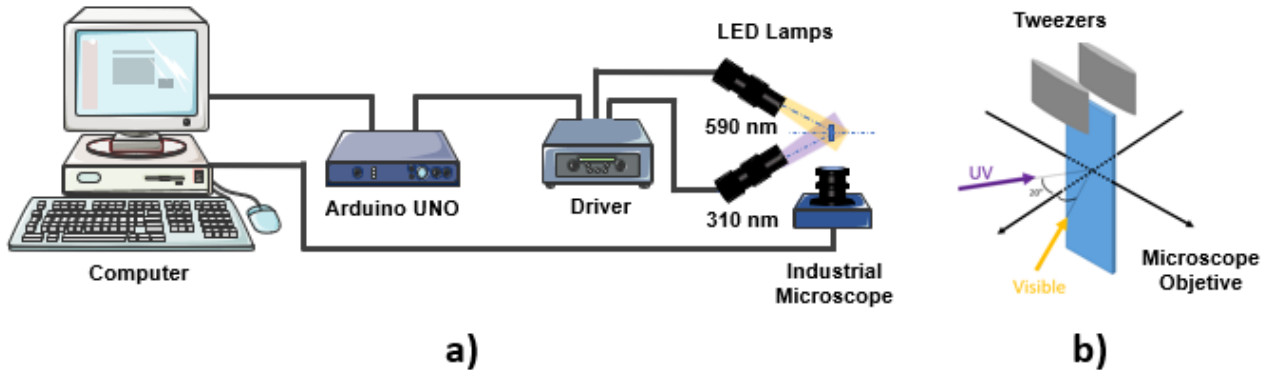 LED Lamps
590 nm
310 nm
Arduino UNO
Driver
Computer
Industrial
Microscope
a)
Tweezers
UV
20°
Visible
Microscope
Objetive
b)